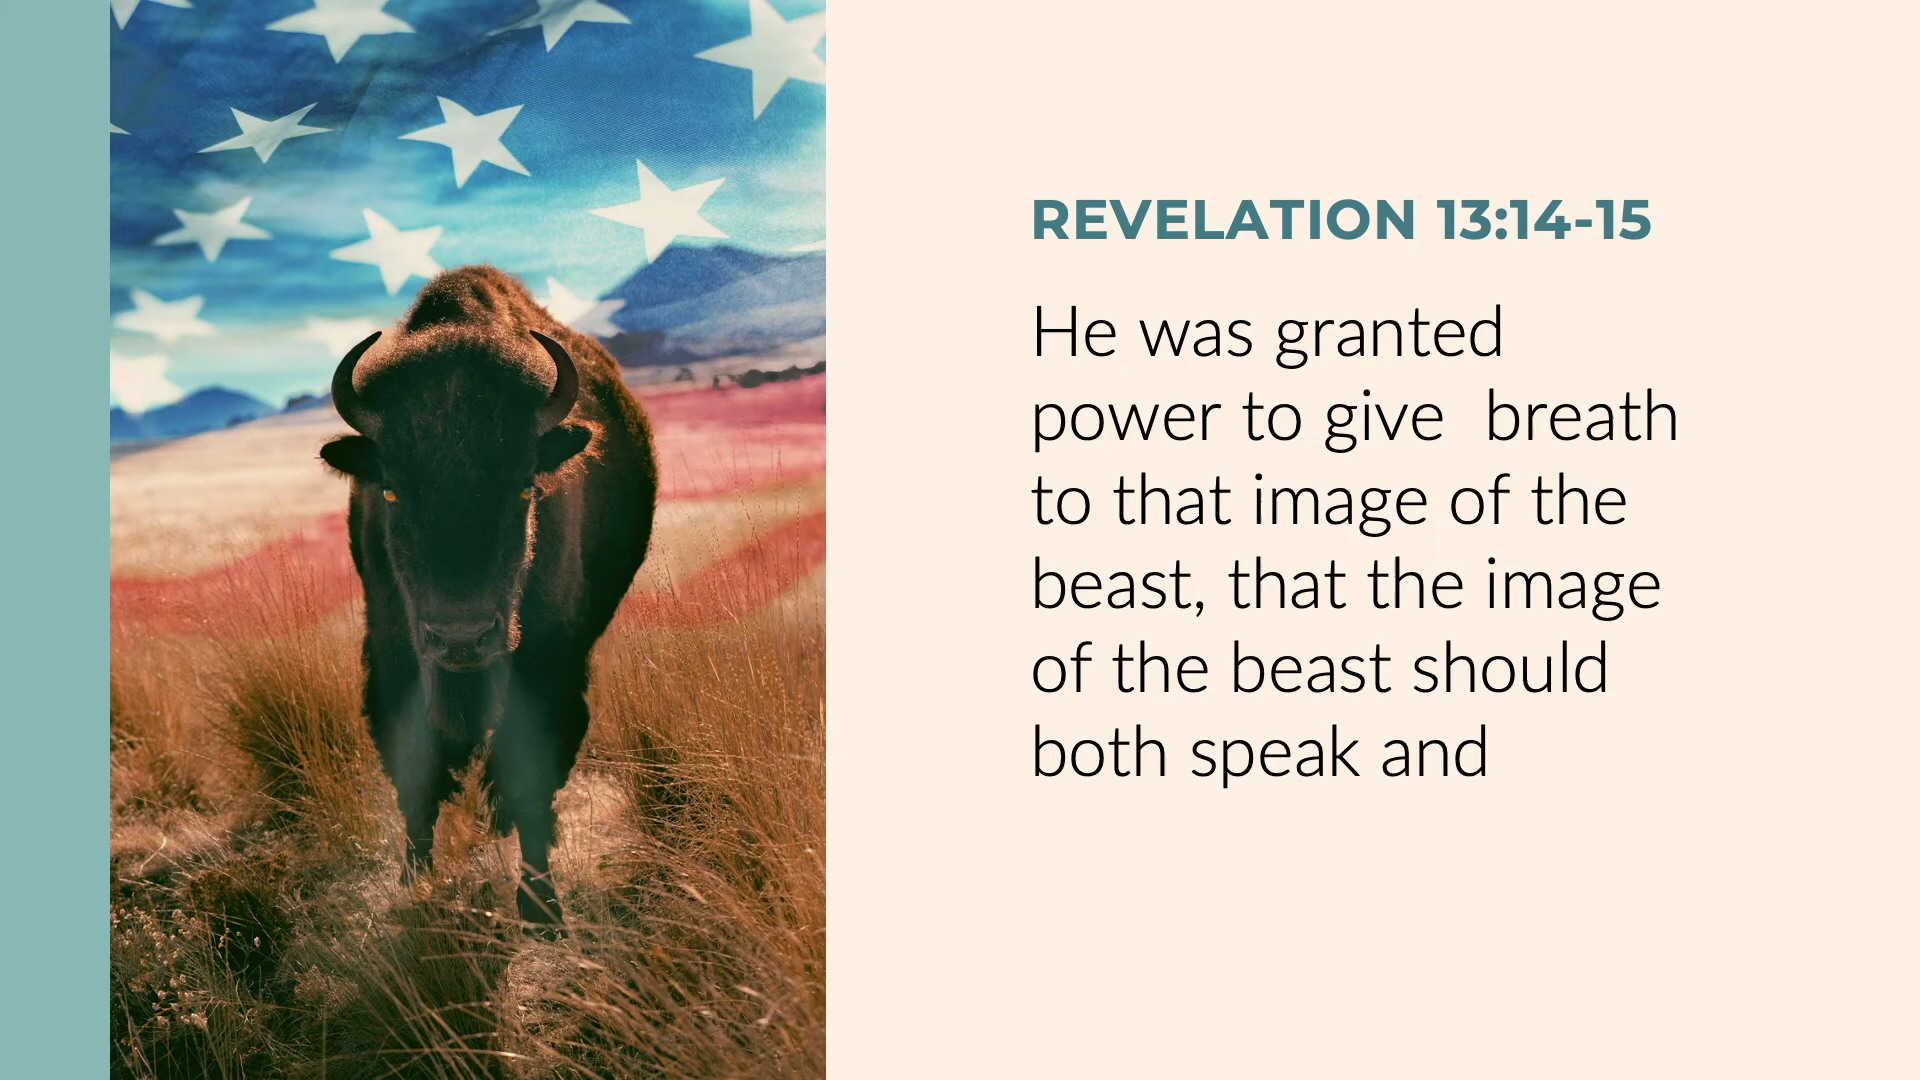 REVELATION 13:14-15
He was granted
power to give  breath
to that image of the
beast, that the image
of the beast should
both speak and